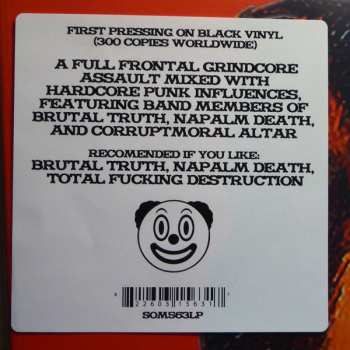 FIRST PRESSING ON BLACK VINYL
(300 COPIES WORLDWIDE)
A FULL FRONTAL GRINDCORE
ASSAULT MIXED WITH
HARDCORE PUNK INFLUENCES,
FEATURING BAND MEMBERS OF
BRUTAL TRUTH, NAPALM DEATH,
AND CORRUPTMORAL ALTAR
RECOMENDED IF YOU LIKE:
BRUTAL TRUTH, NAPALM DEATH,
TOTAL FUCKING DESTRUCTION
SOMS63LP